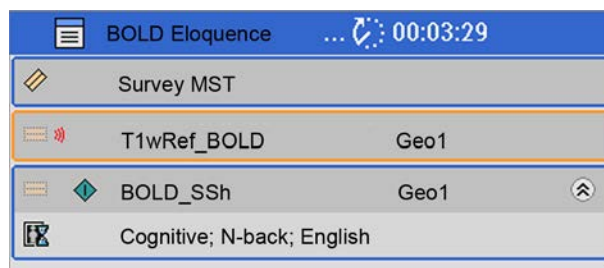 BOLD Eloquence ... 00:03:29
Survey MST
T1wRef_BOLD Geo1
BOLD_SSh Geo1
Cognitive; N-back; English